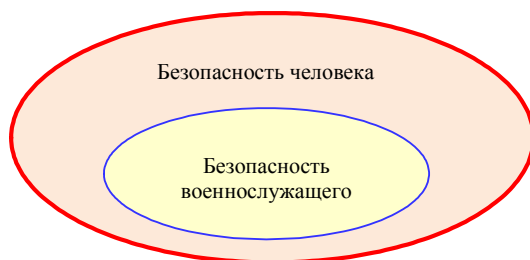 Безопасность человека
Безопасность
военнослужащего